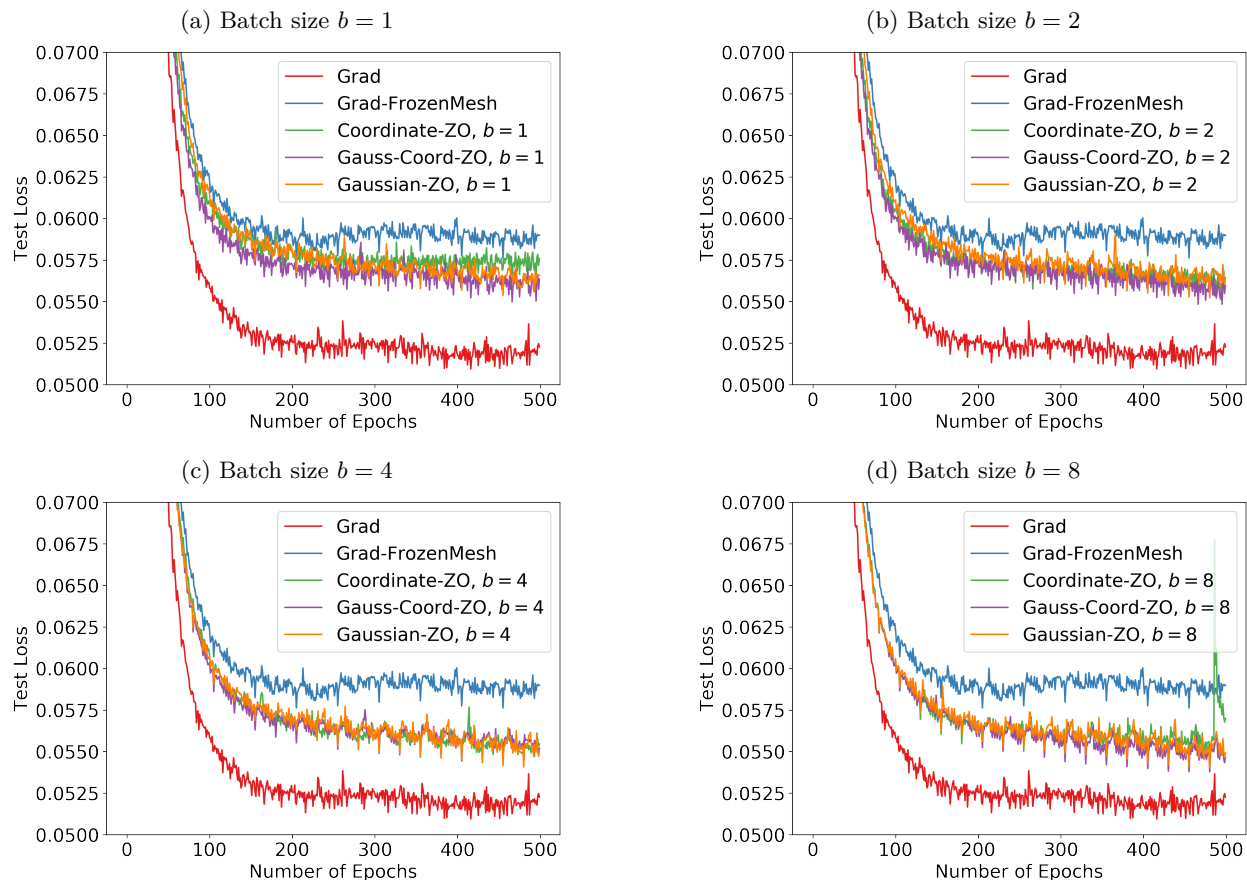 (a) Batch size b = 1
0.0700
0.0675
0.0650
0.0625
0.0600
0.0575
0.0550
0.0525
0.0500
Test Loss
Grad
Grad-FrozenMesh
Coordinate-ZO, b = 1
Gauss-Coord-ZO, b = 1
Gaussian-ZO, b = 1
0 100 200 300 400 500
Number of Epochs
(b) Batch size b = 2
0.0700
0.0675
0.0650
0.0625
0.0600
0.0575
0.0550
0.0525
0.0500
Test Loss
Grad
Grad-FrozenMesh
Coordinate-ZO, b = 2
Gauss-Coord-ZO, b = 2
Gaussian-ZO, b = 2
0 100 200 300 400 500
Number of Epochs
(c) Batch size b = 4
0.0700
0.0675
0.0650
0.0625
0.0600
0.0575
0.0550
0.0525
0.0500
Test Loss
Grad
Grad-FrozenMesh
Coordinate-ZO, b = 4
Gauss-Coord-ZO, b = 4
Gaussian-ZO, b = 4
0 100 200 300 400 500
Number of Epochs
(d) Batch size b = 8
0.0700
0.0675
0.0650
0.0625
0.0600
0.0575
0.0550
0.0525
0.0500
Test Loss
Grad
Grad-FrozenMesh
Coordinate-ZO, b = 8
Gauss-Coord-ZO, b = 8
Gaussian-ZO, b = 8
0 100 200 300 400 500
Number of Epochs